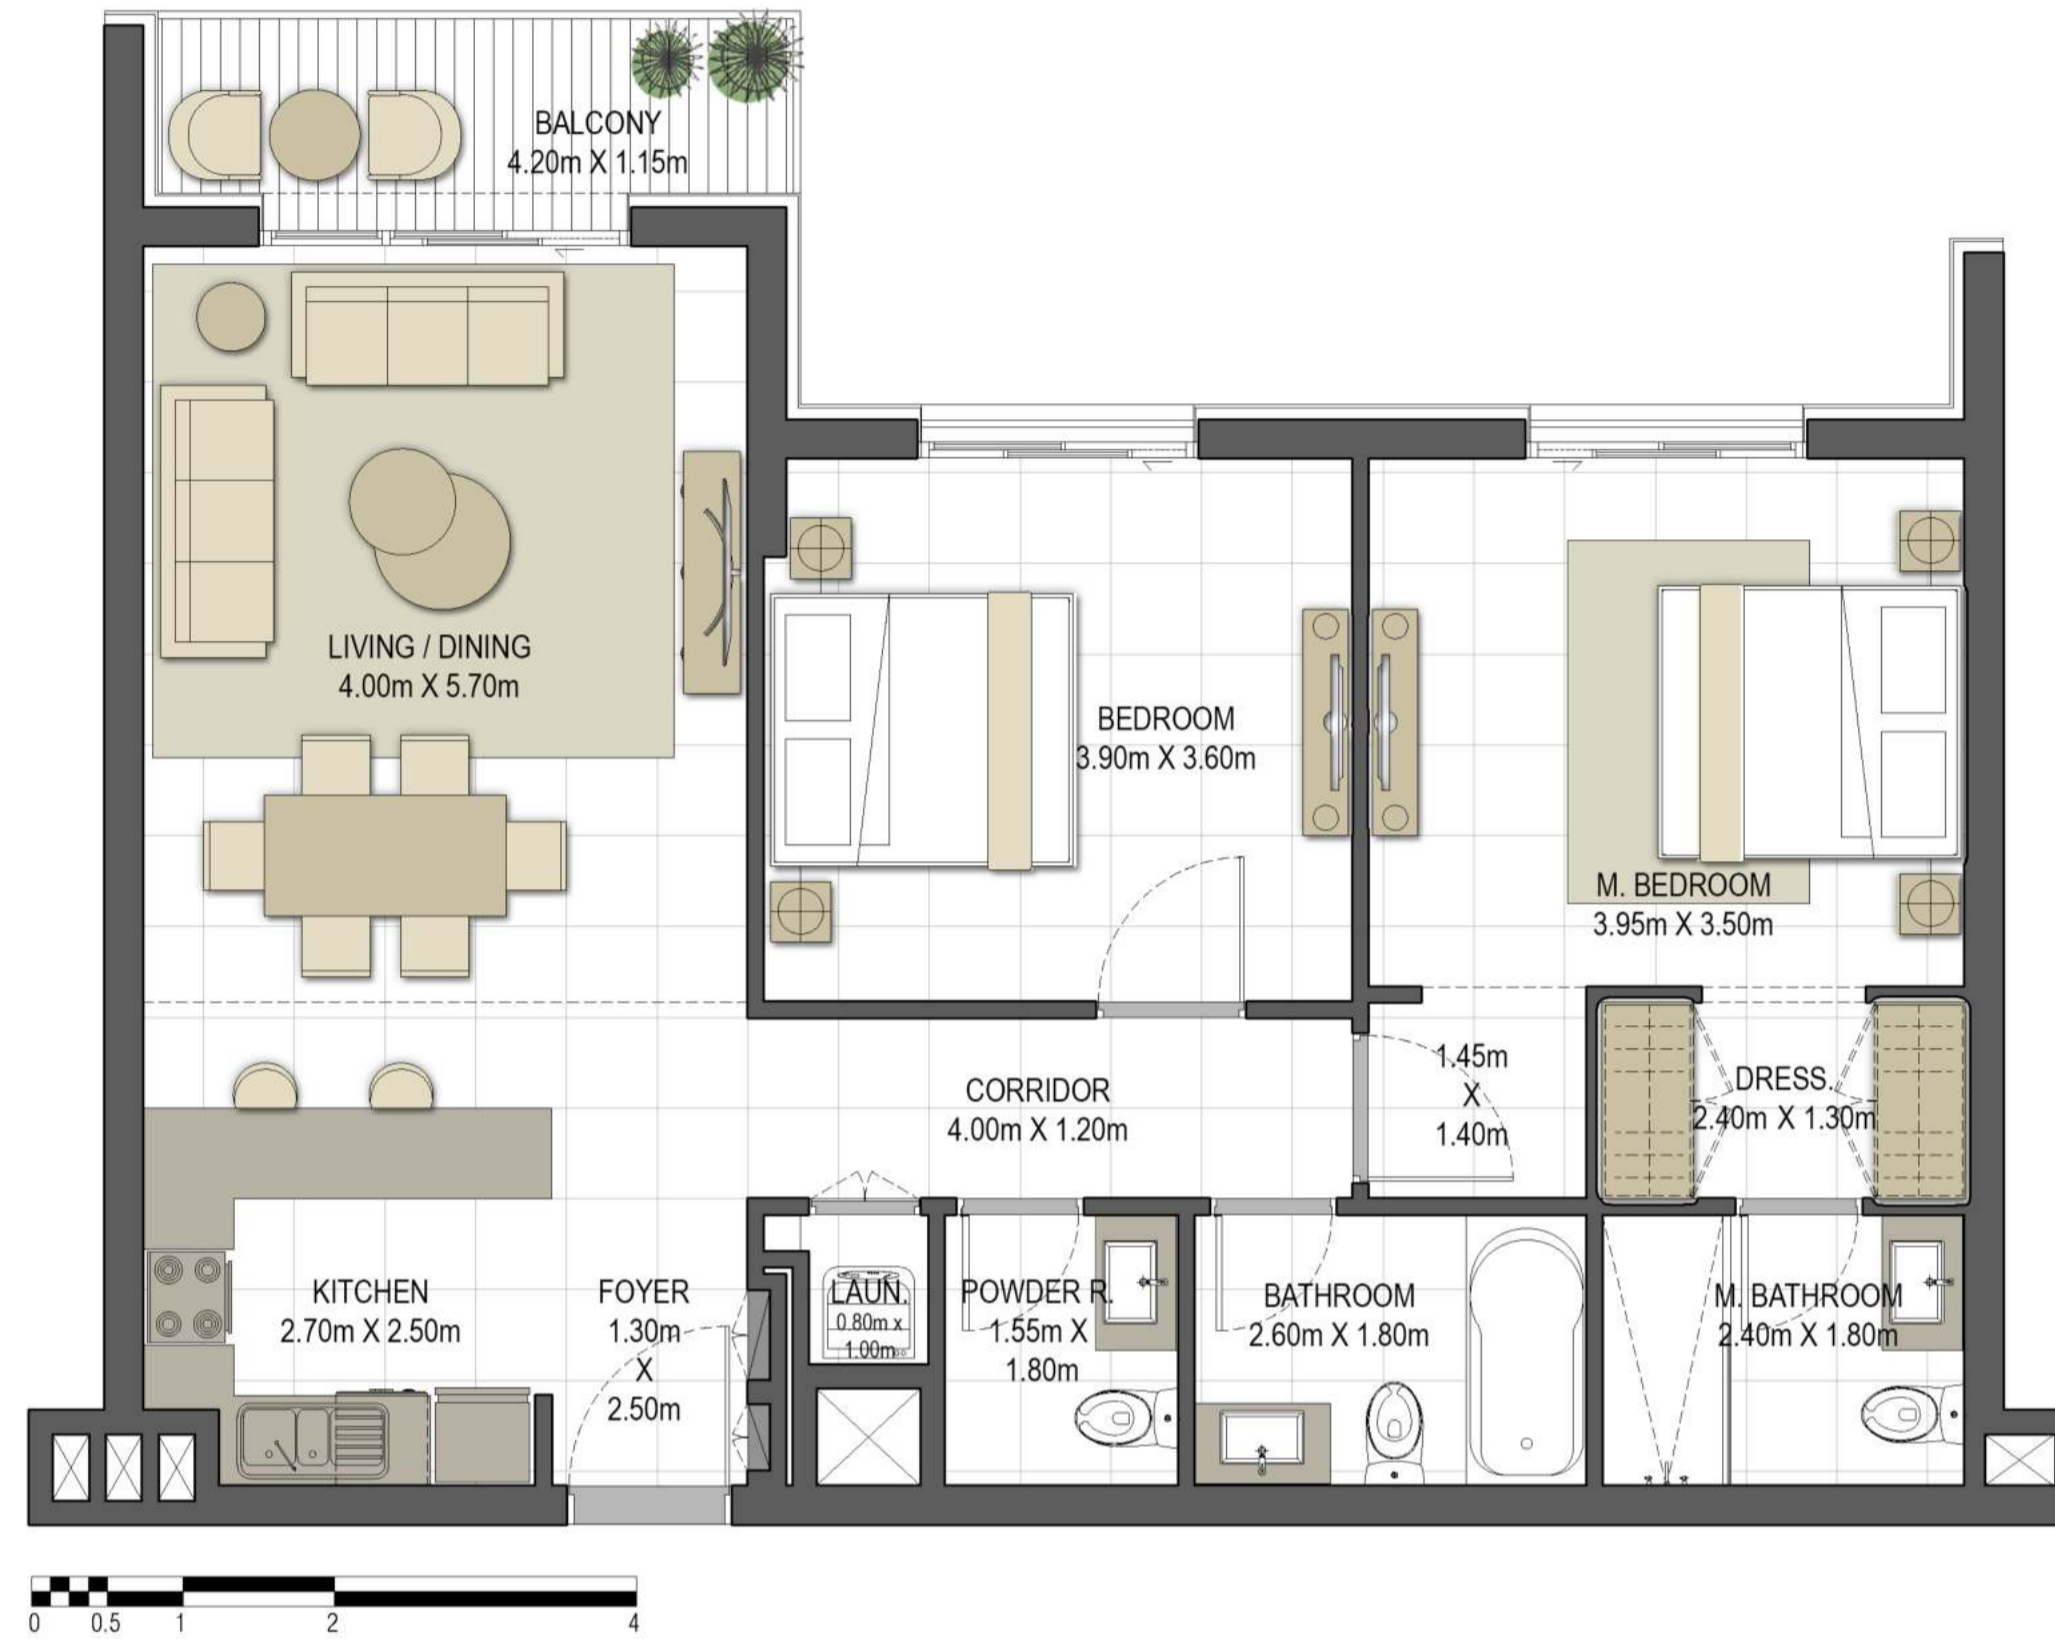 BALCONY
4.20m X 1.15m
LIVING / DINING
4.00m X 5.70m
BEDROOM
3.90m X 3.60m
M. BEDROOM
3.95m X 3.50m
CORRIDOR
4.00m X 1.20m
1.45m
X
1.40m
DRESS.
2.40m X 1.30m
KITCHEN
2.70m X 2.50m
FOYER
1.30m
X
2.50m
LAUN.
0.80m x
1.00m
POWDER R.
1.55m X
1.80m
BATHROOM
2.60m X 1.80m
M. BATHROOM
2.40m X 1.80m
0 0.5 1 2 4